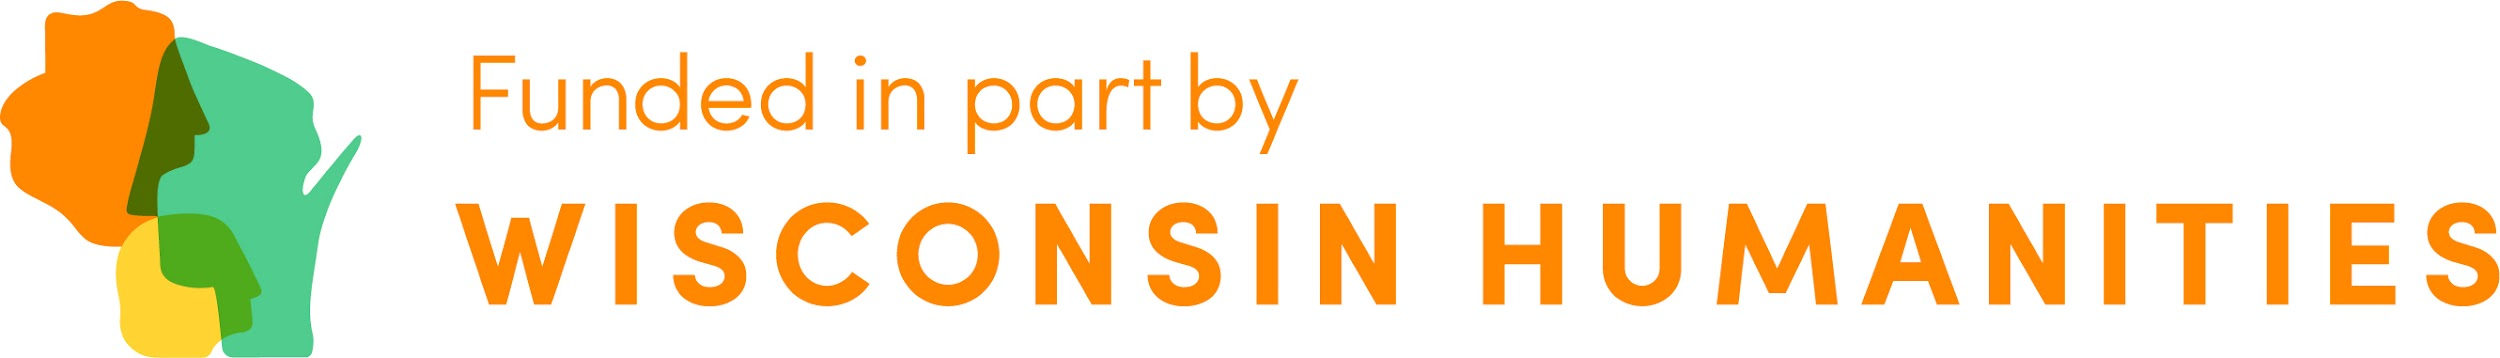 Funded in part by
WISCONSIN HUMANITIES